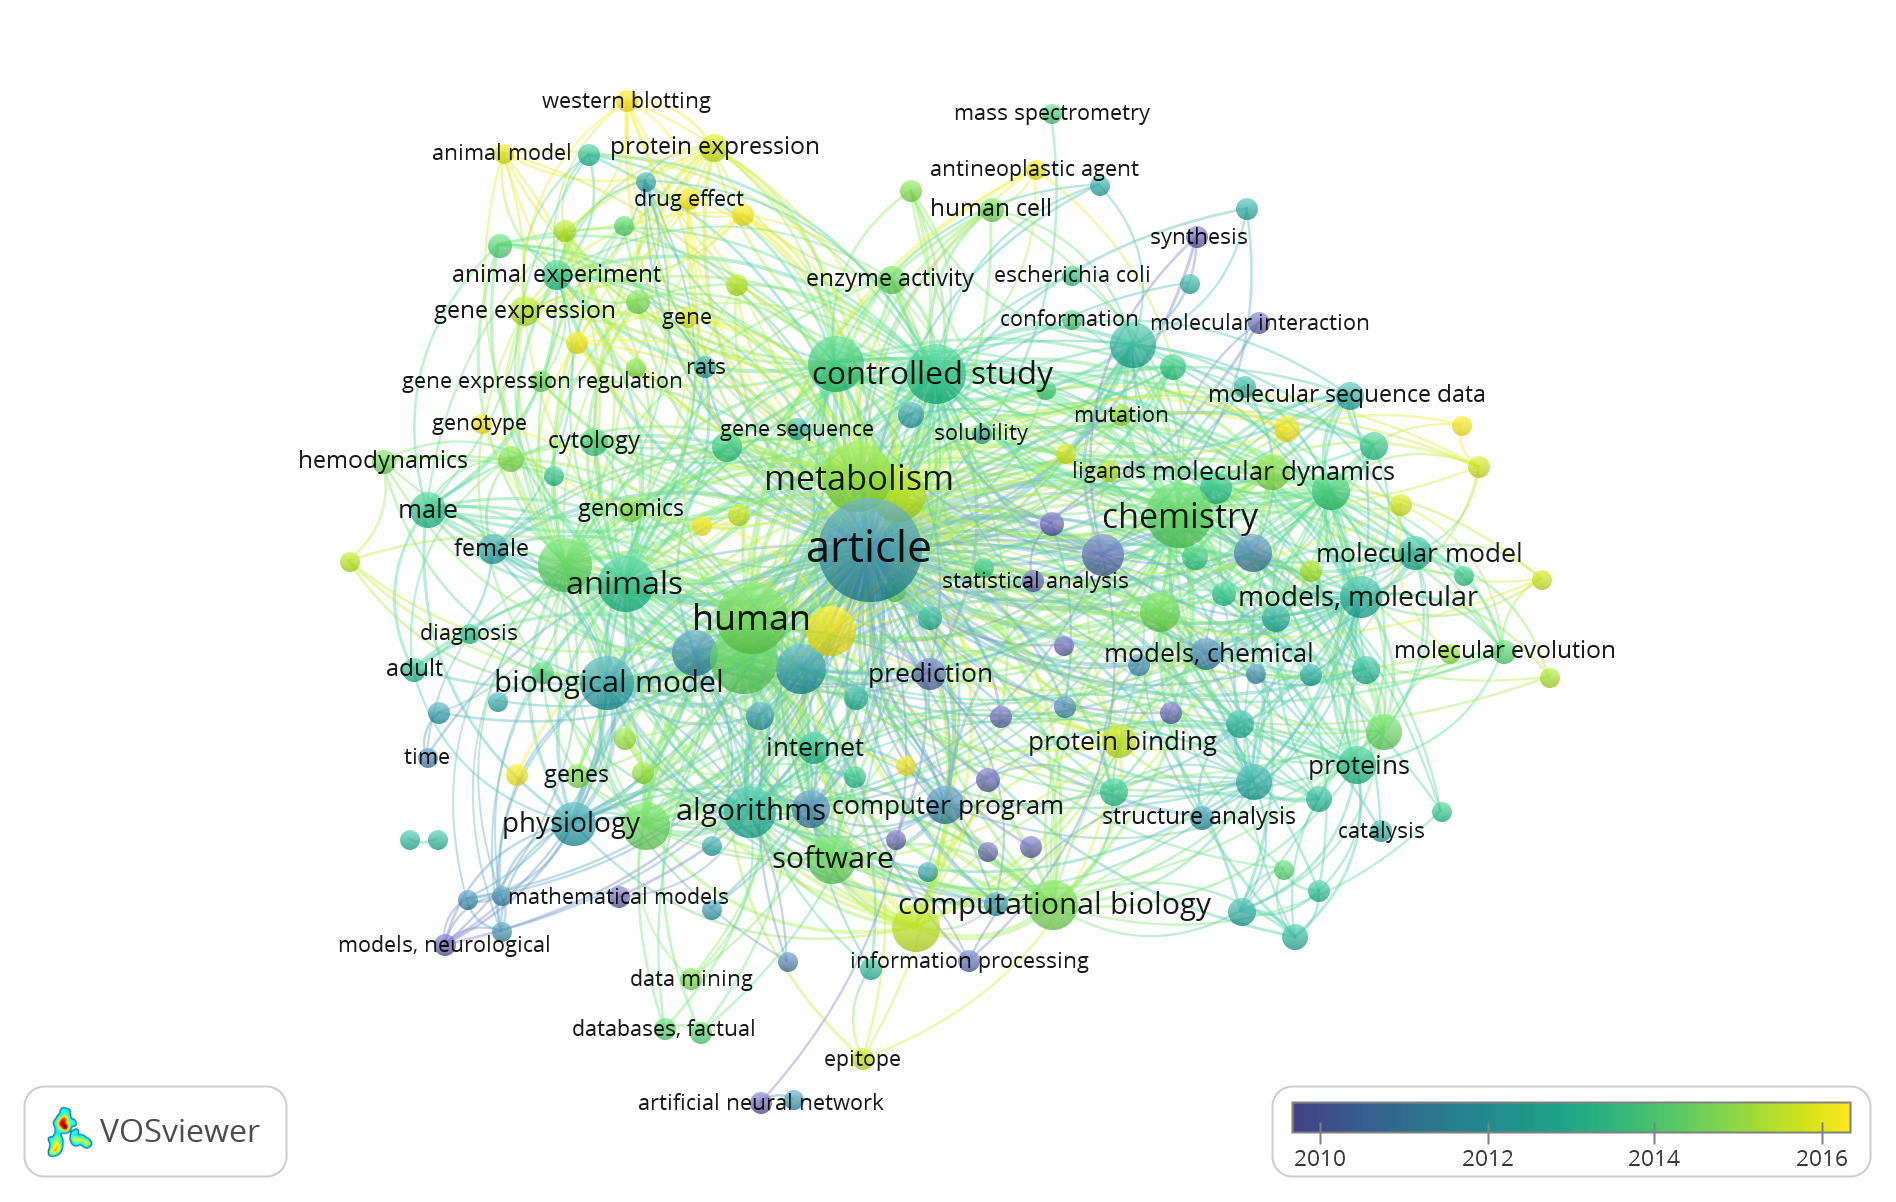 western blotting
mass spectrometry
animal model
protein expression
antineoplastic agent
drug effect
human cell
synthesis
animal experiment
enzyme activity
escherichia coli
gene expression
gene
conformation
molecular interaction
rats
controlled study
gene expression regulation
molecular sequence data
genotype
cytology
gene sequence
solubility
mutation
hemodynamics
metabolism
ligands
molecular dynamics
male
genomics
chemistry
female
article
molecular model
animals
statistical analysis
models, molecular
human
diagnosis
adult
biological model
prediction
models, chemical
molecular evolution
time
internet
protein binding
genes
proteins
physiology
algorithms
computer program
structure analysis
catalysis
software
mathematical models
computational biology
models, neurological
data mining
information processing
databases, factual
epitope
artificial neural network
VOSviewer
2010
2012
2014
2016